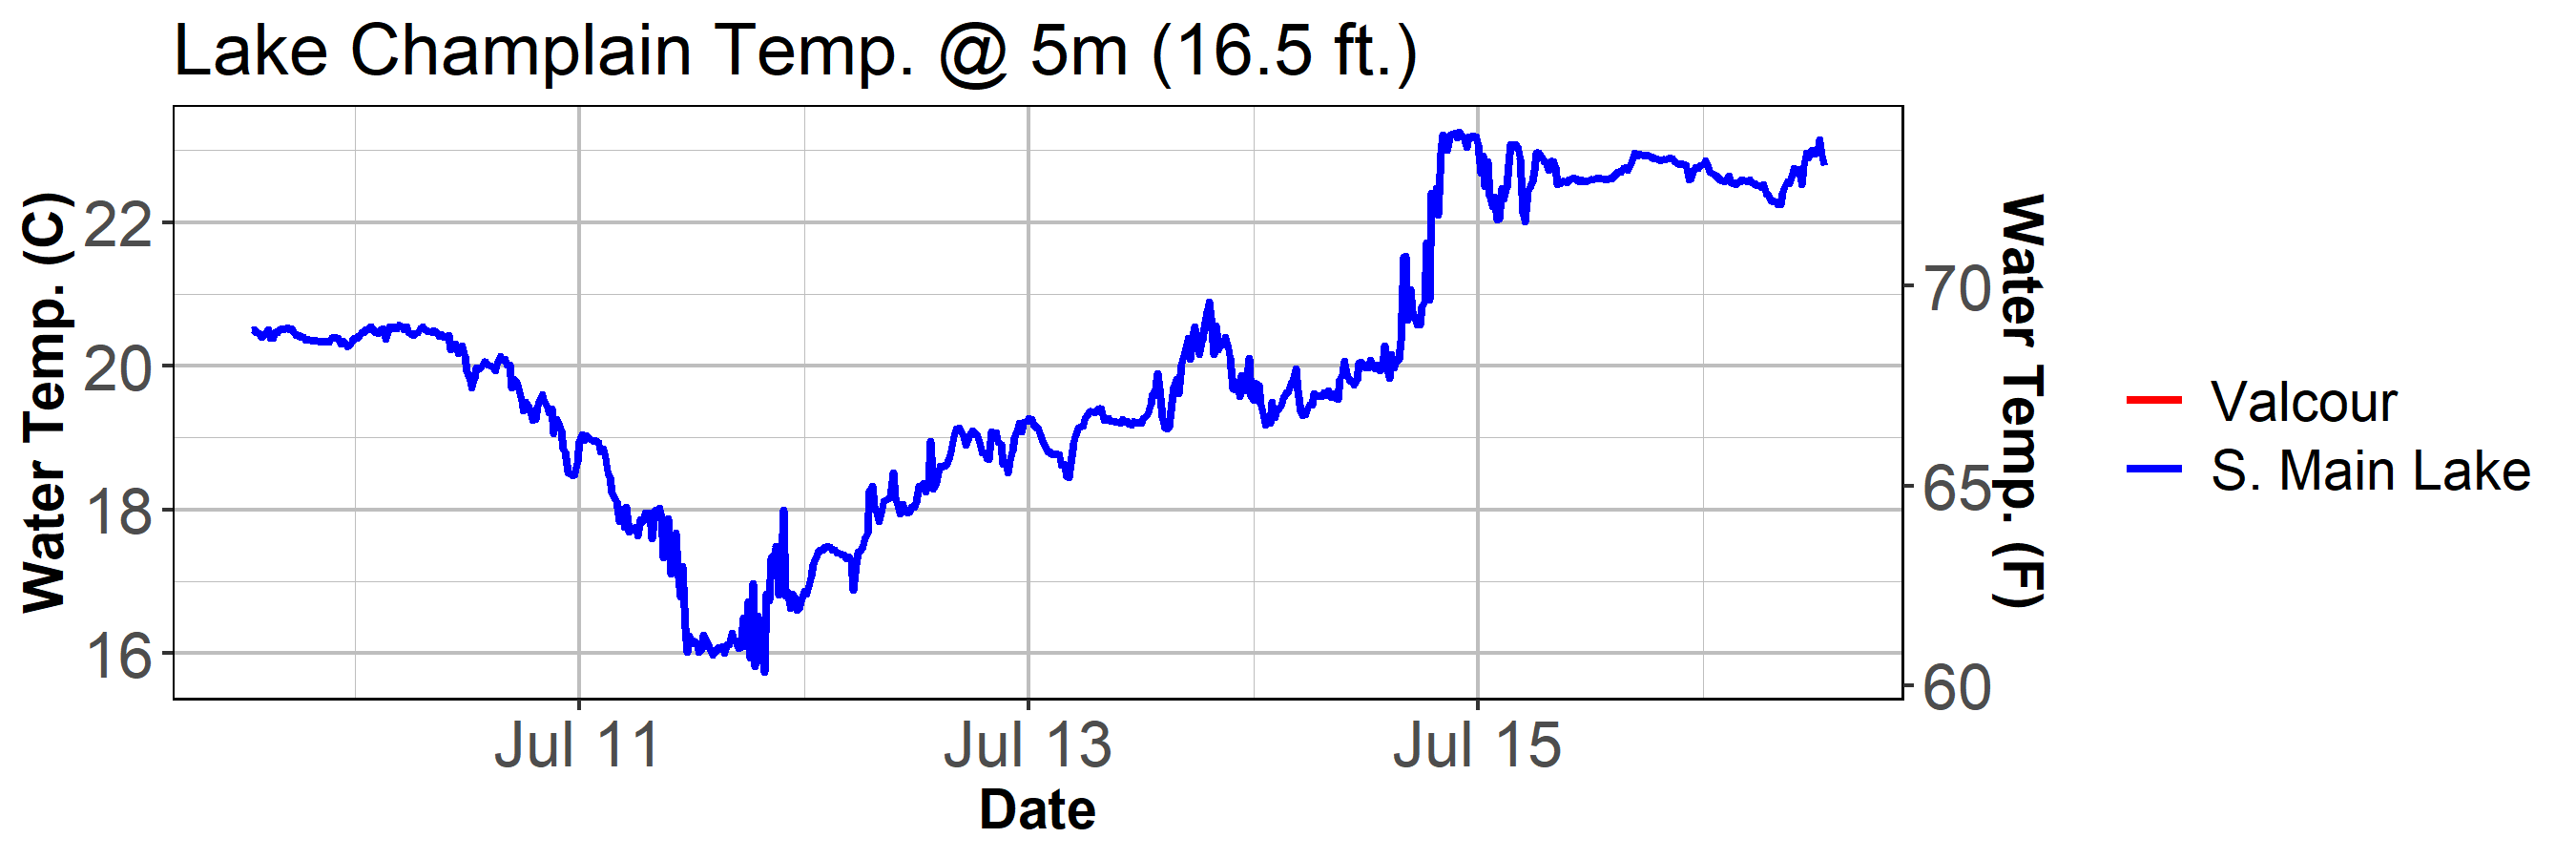 Lake Champlain Temp. @ 5m (16.5 ft.)
Water Temp. (C)
22
20
18
16
70
65
60
Water Temp. (F)
Jul 11
Jul 13
Jul 15
Date
Valcour
S. Main Lake